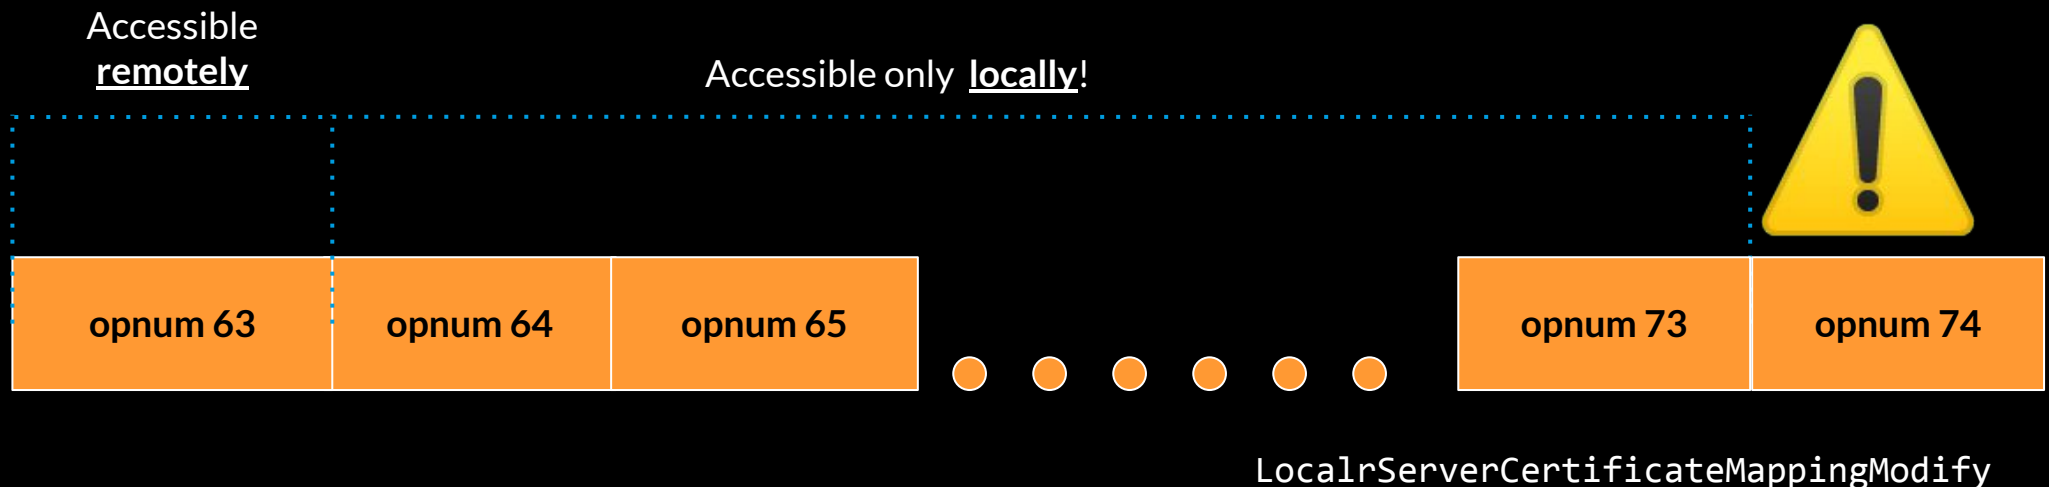 Accessible
remotely
Accessible only locally!
opnum 63
opnum 64
opnum 65
opnum 73
opnum 74
LocalrServerCertificateMappingModify